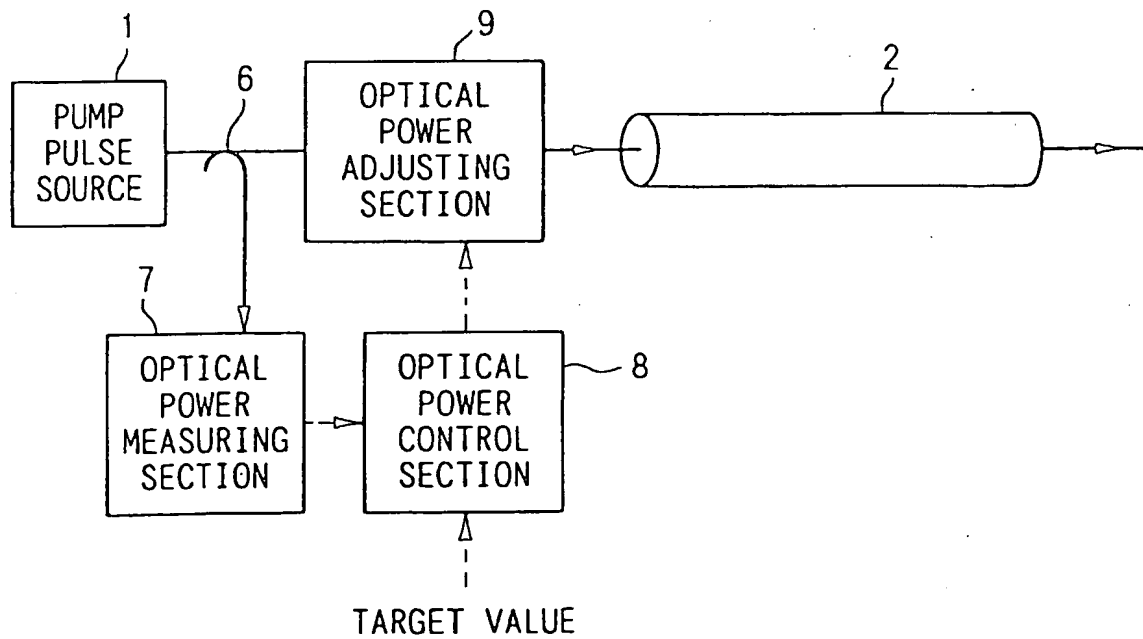 1
PUMP
PULSE
SOURCE
6
9
OPTICAL
POWER
ADJUSTING
SECTION
2
7
OPTICAL
POWER
MEASURING
SECTION
OPTICAL
POWER
CONTROL
SECTION
8
TARGET VALUE